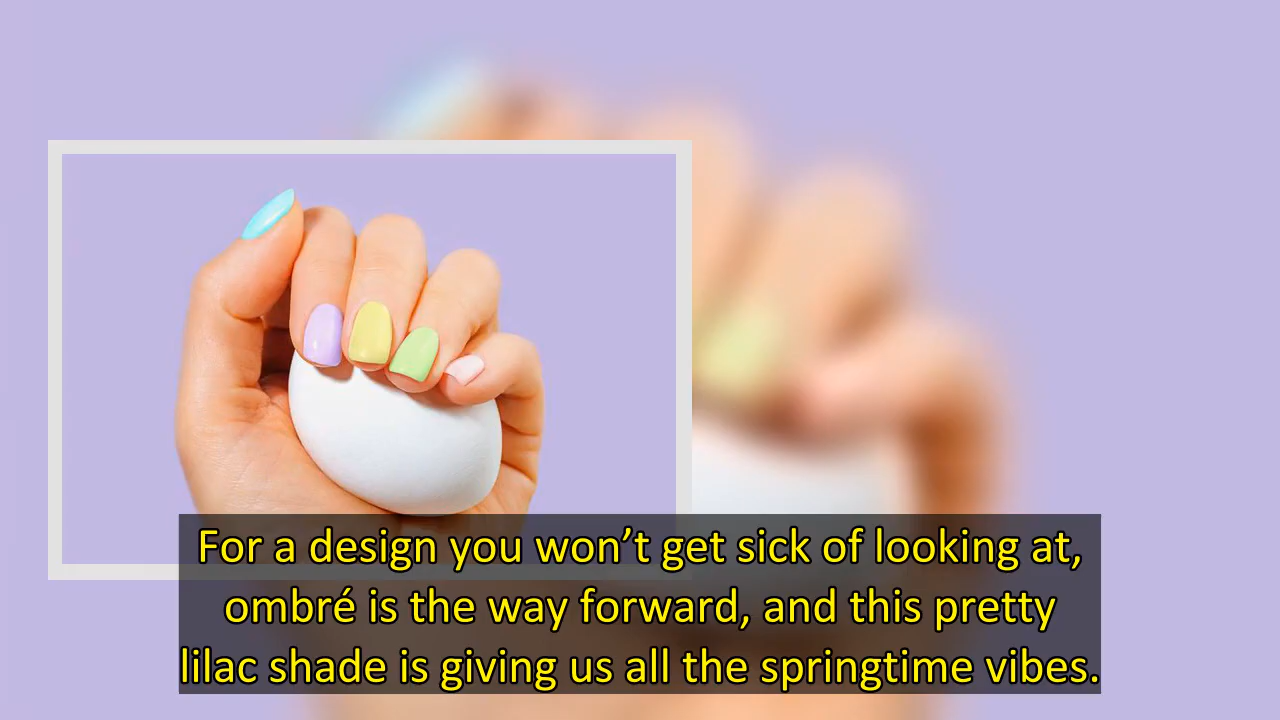 For a design you won’t get sick of looking at,
ombré is the way forward, and this pretty
lilac shade is giving us all the springtime vibes.